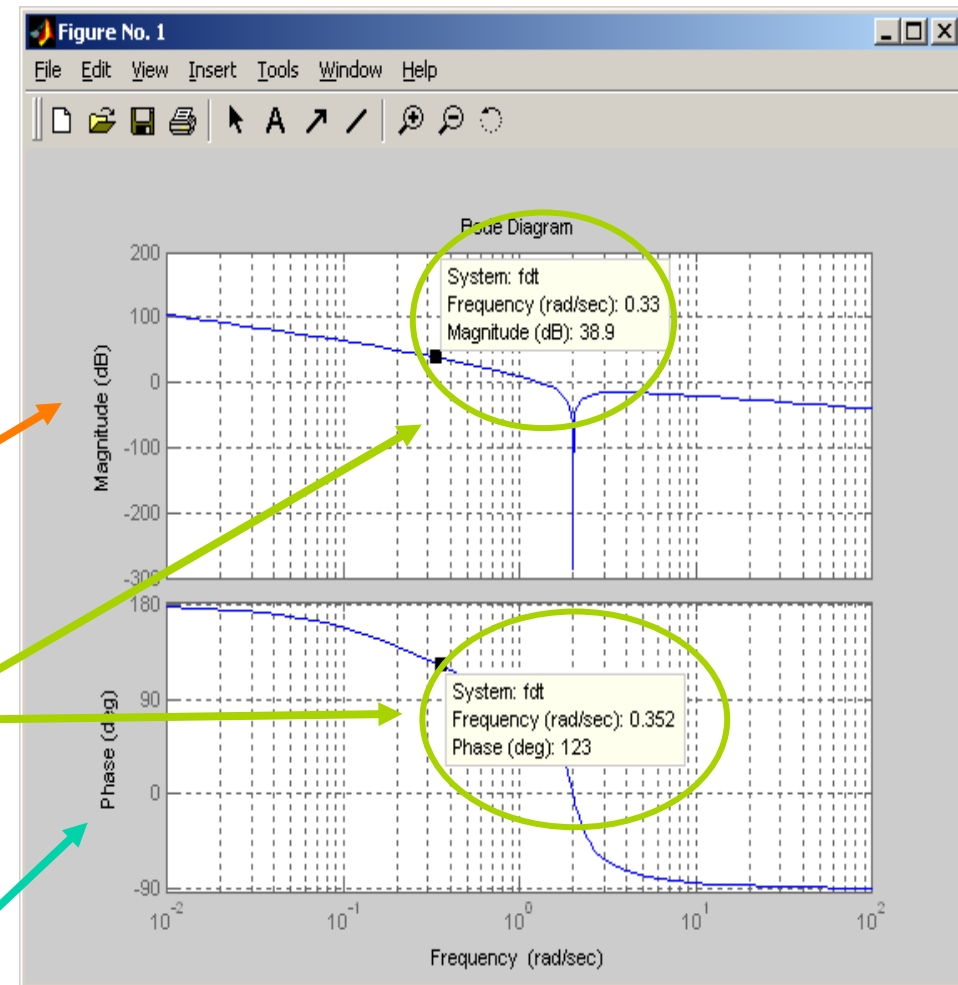 Figure No. 1
File Edit View Insert Tools Window Help
A
Bode Diagram
200
100
0
-100
-200
-300
Magnitude (dB)
System: fdt
Frequency (rad/sec): 0.33
Magnitude (dB): 38.9
180
90
0
-90
Phase (deg)
System: fdt
Frequency (rad/sec): 0.352
Phase (deg): 123
10^-2 10^-1 10^0 10^1 10^2
Frequency (rad/sec)